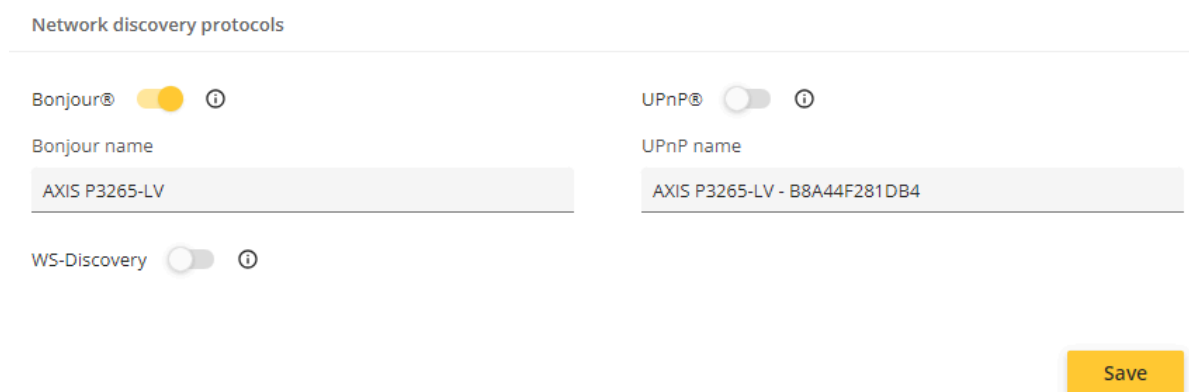 Network discovery protocols
Bonjour® UPnP®
Bonjour name UPnP name
AXIS P3265-LV AXIS P3265-LV - B8A44F281DB4
WS-Discovery
Save